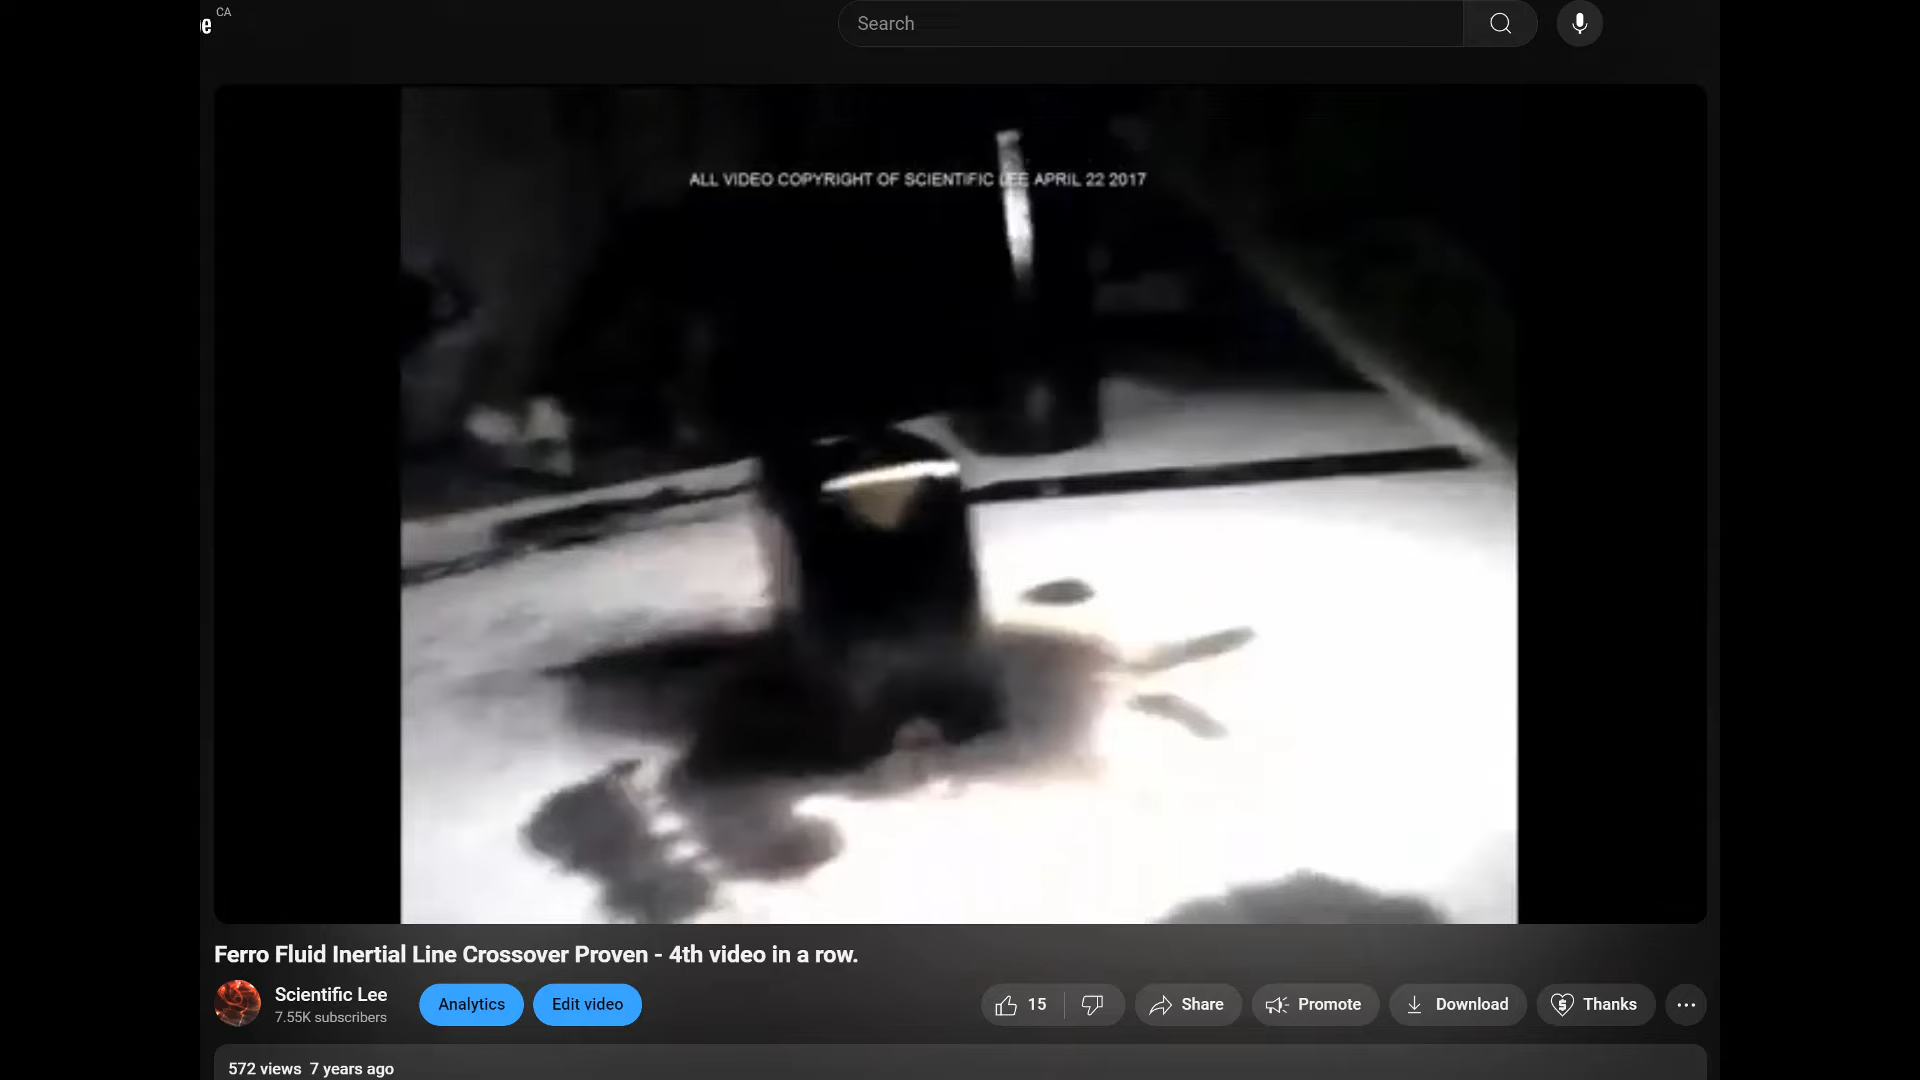 CA
Search
ALL VIDEO COPYRIGHT OF SCIENTIFIC LEE APRIL 22 2017
Ferro Fluid Inertial Line Crossover Proven - 4th video in a row.
Scientific Lee
7.55K subscribers
Analytics
Edit video
15
Share
Promote
Download
Thanks
572 views 7 years ago